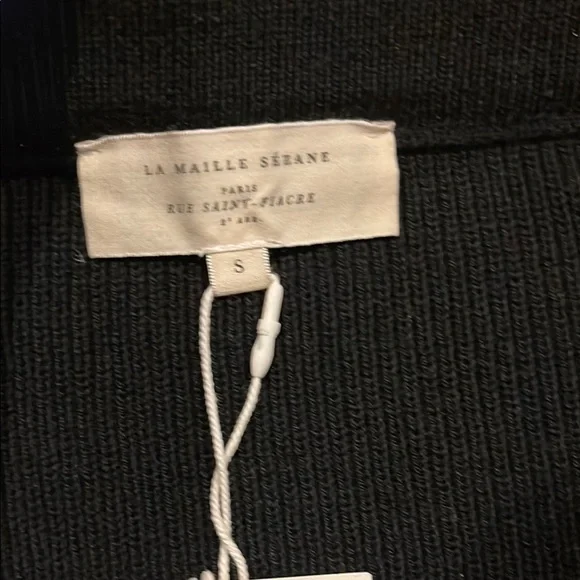 LA MAILLE SÉZANE
PARIS
RUE SAINT-FIACRE
2e ARR.
S